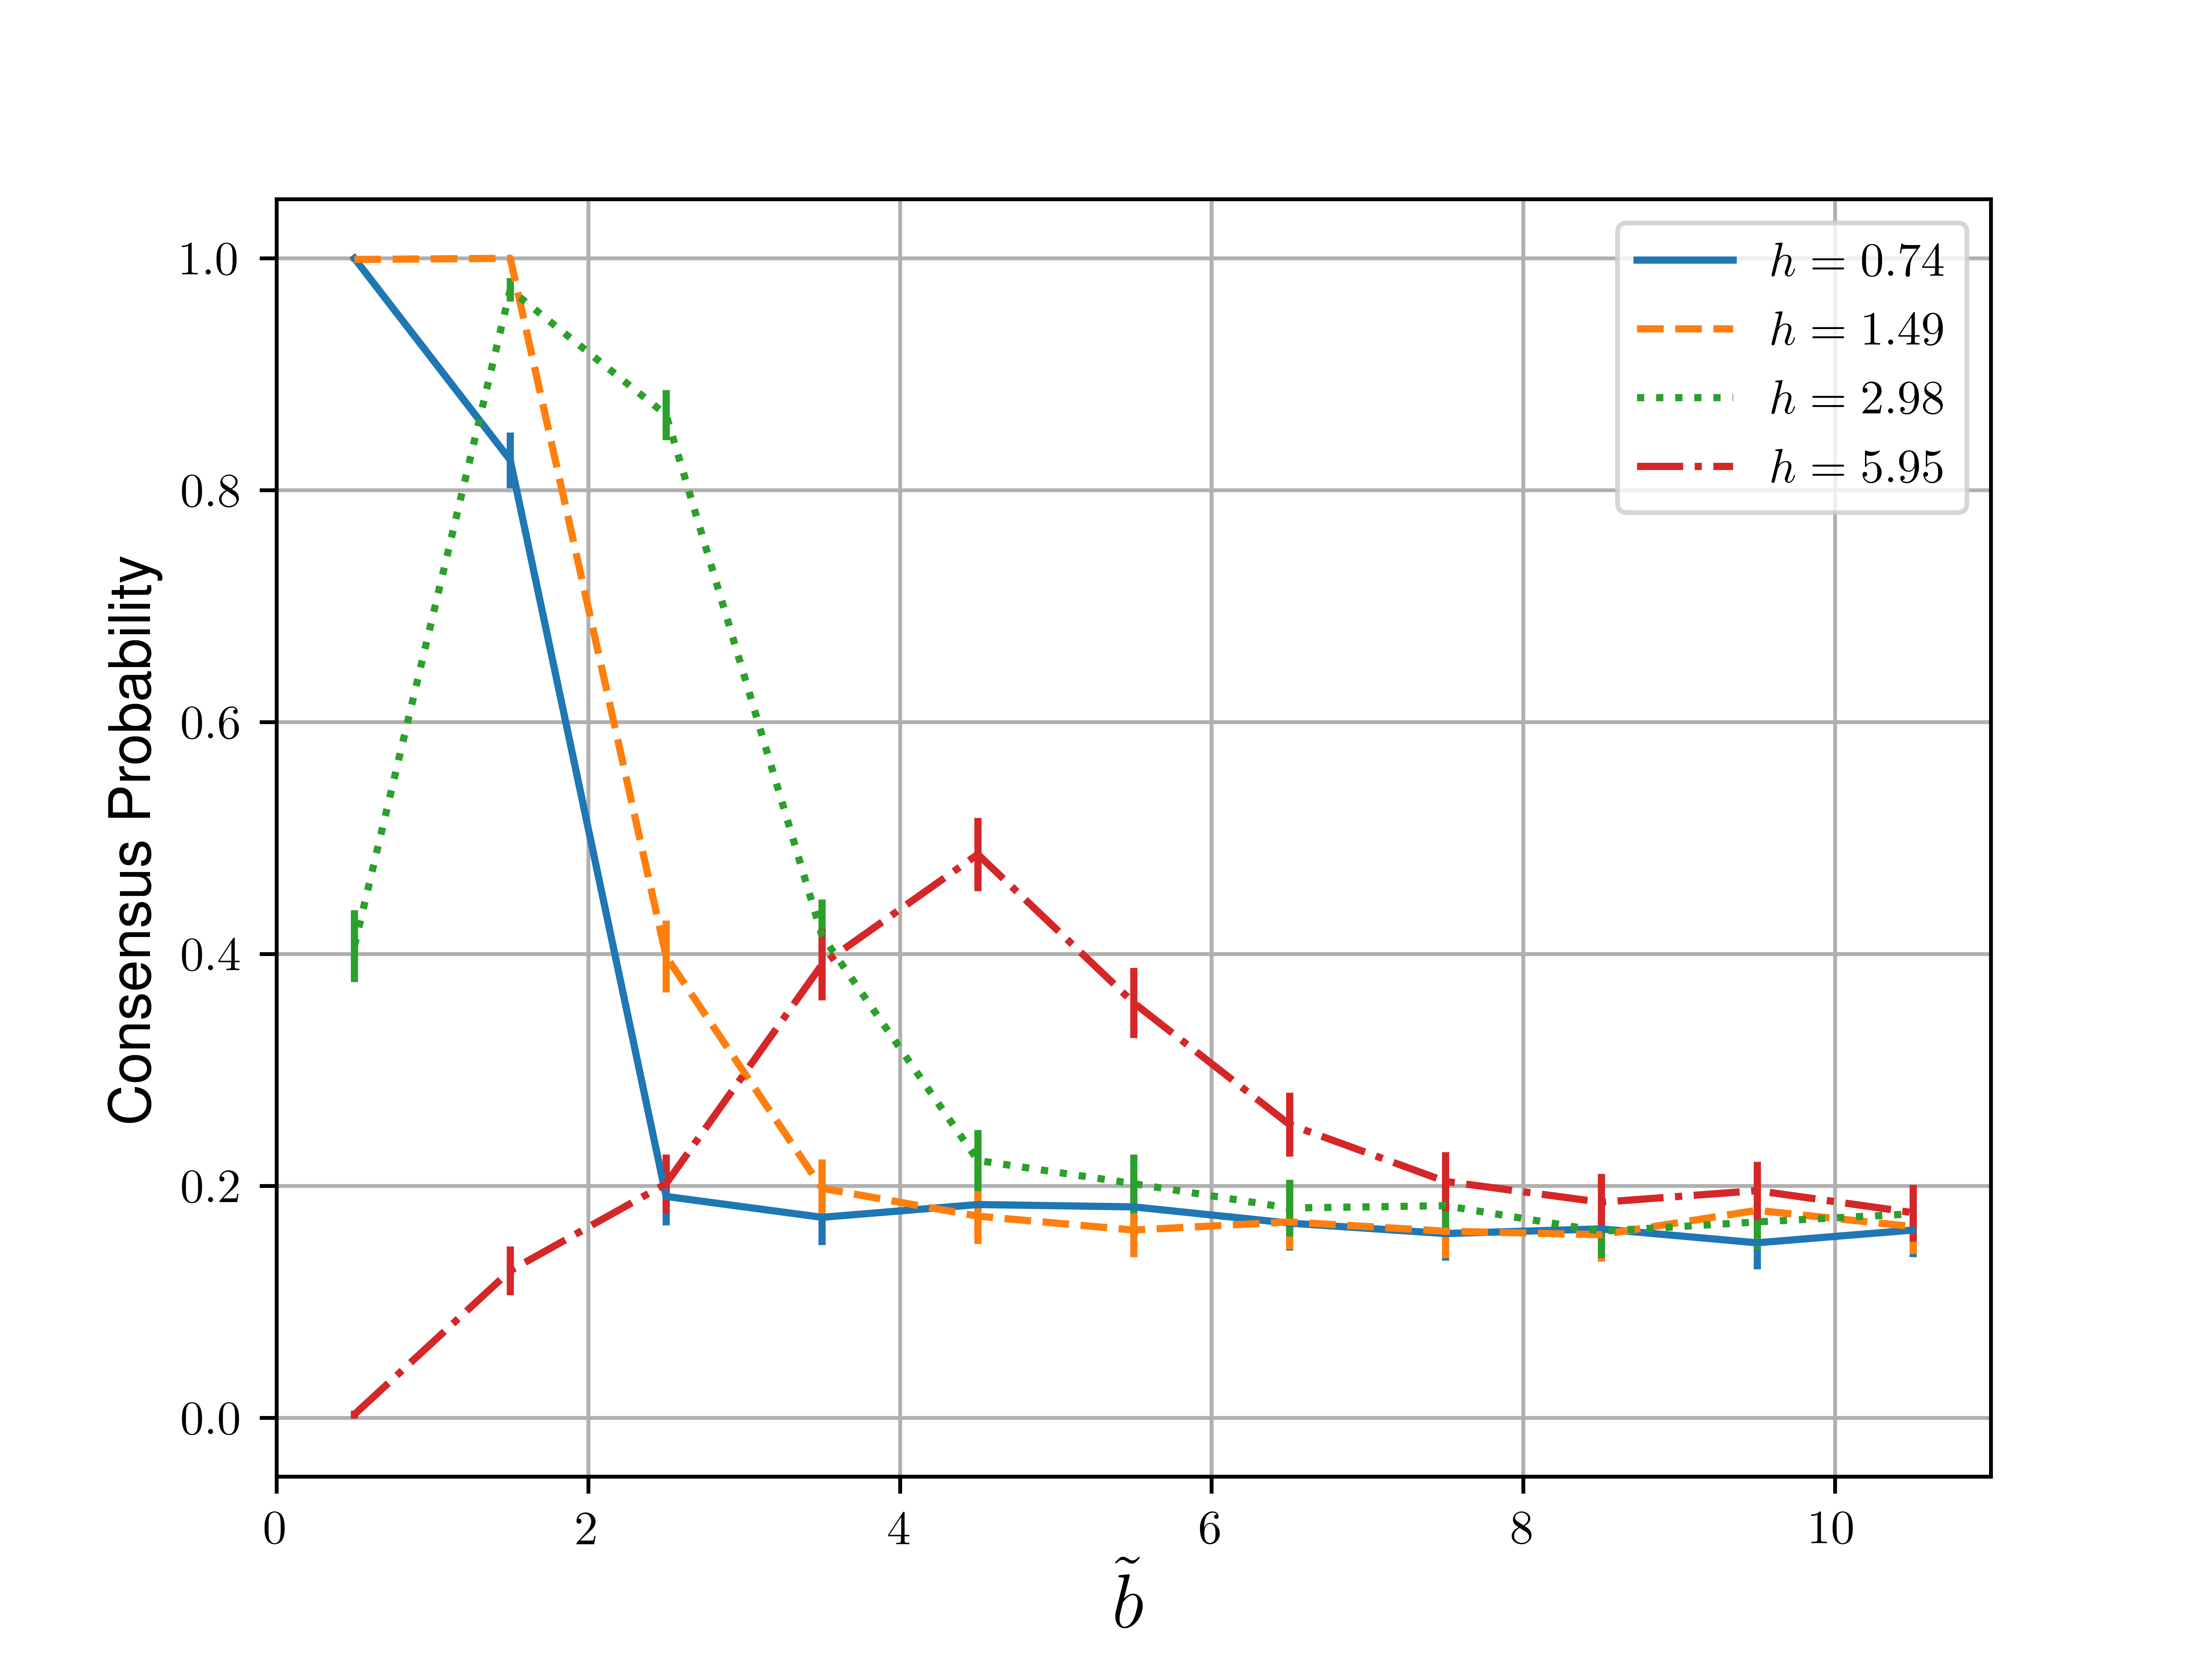 h = 0.74
h = 1.49
h = 2.98
h = 5.95
Consensus Probability
1.0
0.8
0.6
0.4
0.2
0.0
0 2 4 6 8 10
b̃